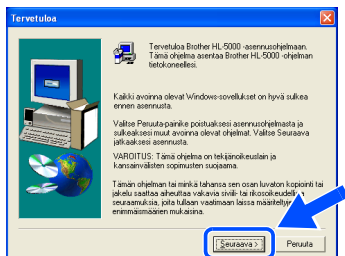 Tervetuloa
Tervetuloa Brother HL-5000 -asennusohjelmaan.
Tämä ohjelma asentaa Brother HL-5000 -ohjelman
tietokoneellesi.
Kaikki avoinna olevat Windows-sovellukset on hyvä sulkea
ennen asennusta.
Valitse Peruuta-painike poistuaksesi asennusohjelmasta ja
sulkeaksesi muut avoinna olevat ohjelmat. Valitse Seuraava
jatkaaksesi asennusta.
VAROITUS: Tämä ohjelma on tekijänoikeuslain ja
kansainvälisten sopimusten suojaama.
Tämän ohjelman tai minkä tahansa sen osan luvaton kopiointi tai
jakelu saattaa aiheuttaa vakavia siviili- tai rikosoikeudellisia
seuraamuksia, joita tullaan vaatimaan laissa määriteltyjen
enimmäismäärien mukaisina.
Seuraava > Peruuta